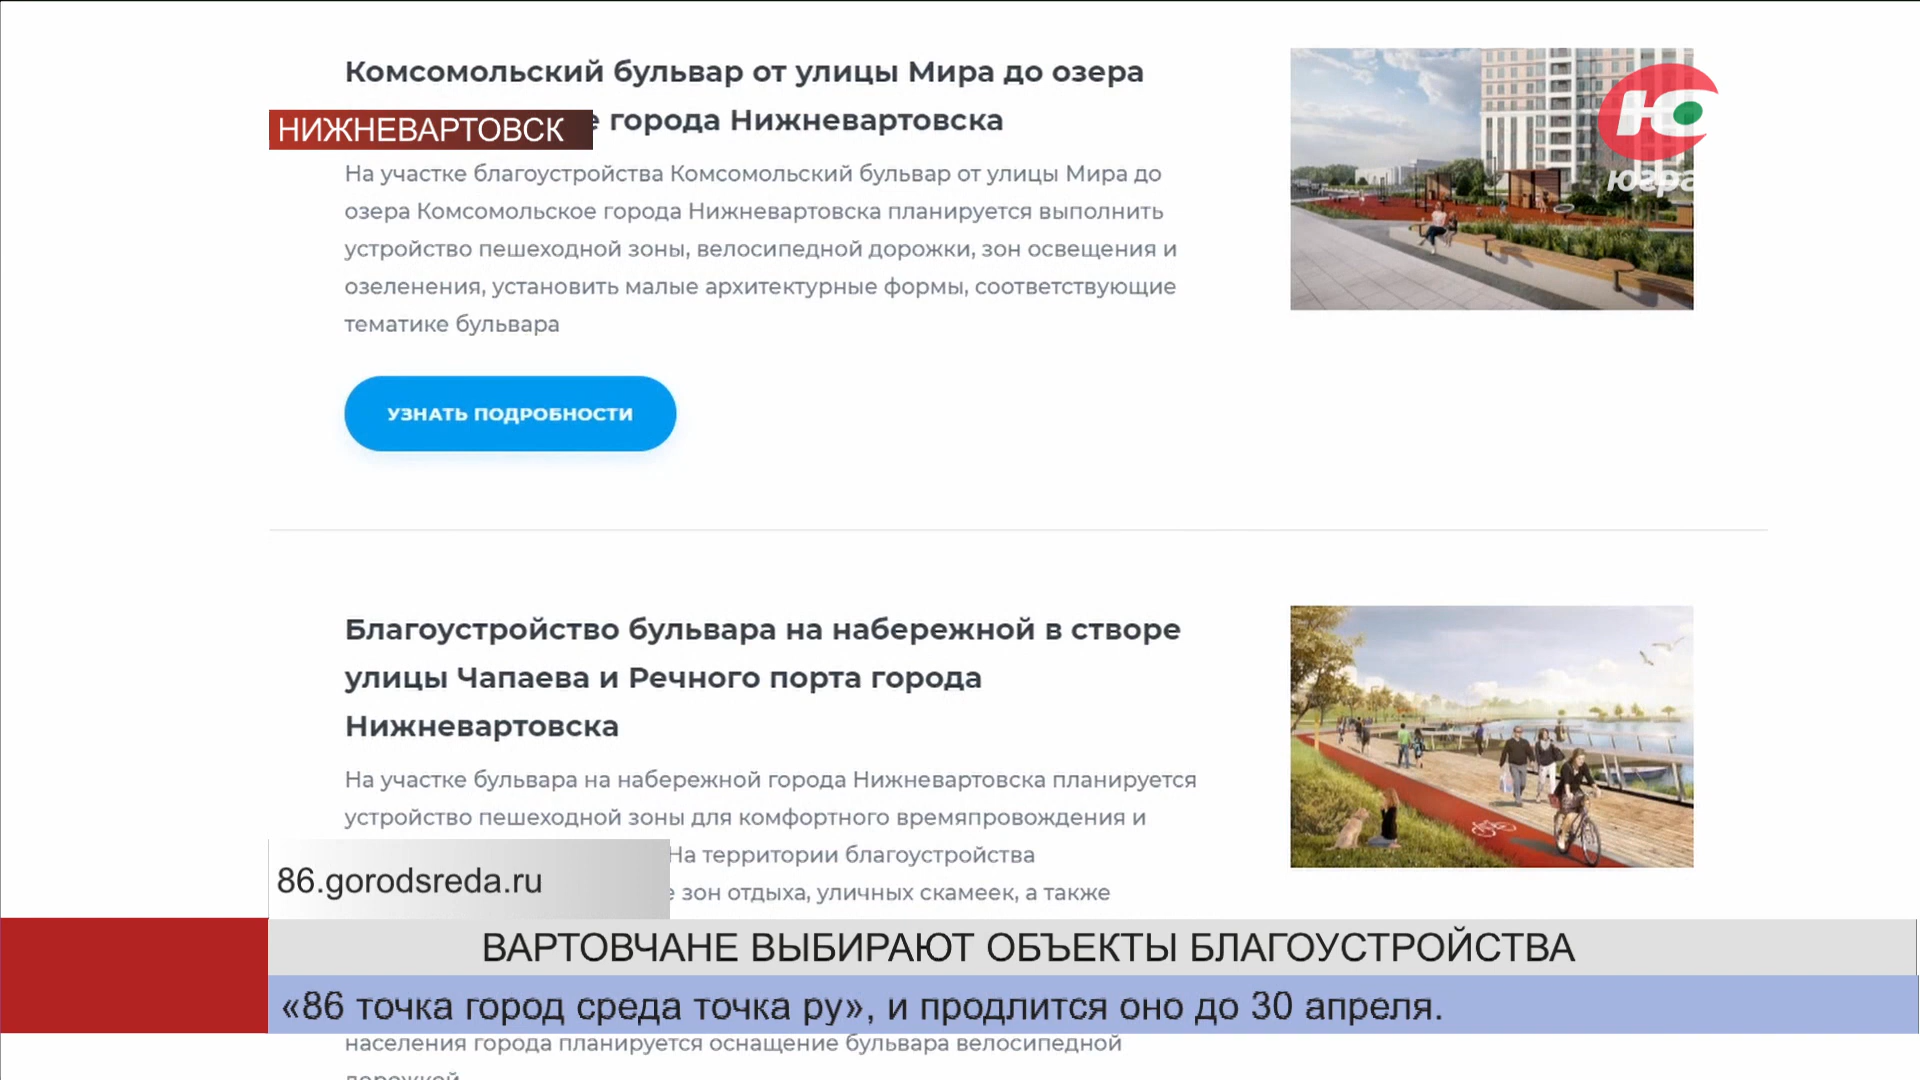 Комсомольский бульвар от улицы Мира до озера
НИЖНЕВАРТОВСК
города Нижневартовска
На участке благоустройства Комсомольский бульвар от улицы Мира до
озера Комсомольское города Нижневартовска планируется выполнить
устройство пешеходной зоны, велосипедной дорожки, зон освещения и
озеленения, установить малые архитектурные формы, соответствующие
тематике бульвара
УЗНАТЬ ПОДРОБНОСТИ
Ю
югра
Благоустройство бульвара на набережной в створе
улицы Чапаева и Речного порта города
Нижневартовска
На участке бульвара на набережной города Нижневартовска планируется
устройство пешеходной зоны для комфортного времяпровождения и
На территории благоустройства
зон отдыха, уличных скамеек, а также
86.gorodsreda.ru
ВАРТОВЧАНЕ ВЫБИРАЮТ ОБЪЕКТЫ БЛАГОУСТРОЙСТВА
«86 точка город среда точка ру», и продлится оно до 30 апреля.
населения города планируется оснащение бульвара велосипедной